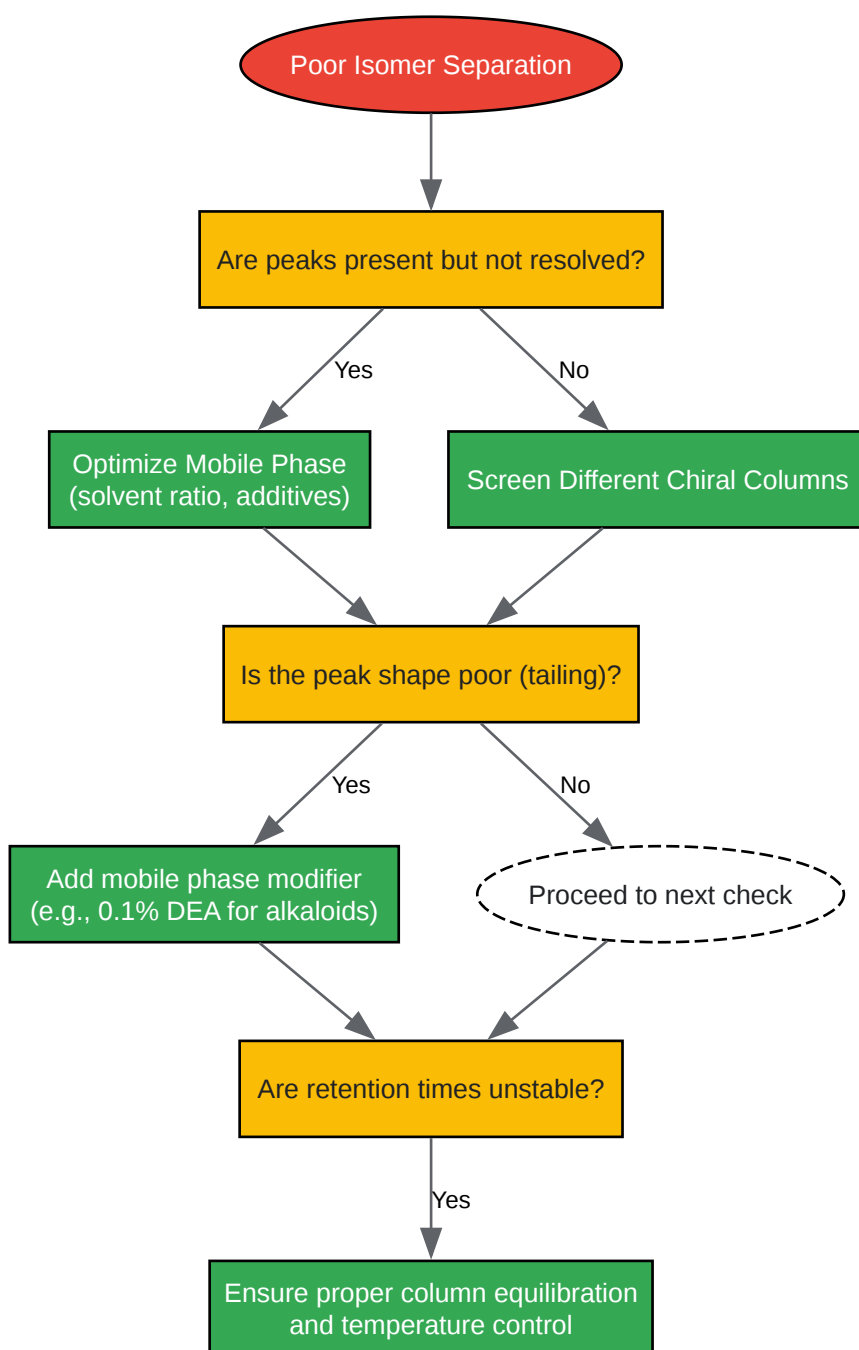 Poor Isomer Separation
Are peaks present but not resolved?
Yes
No
Optimize Mobile Phase
(solvent ratio, additives)
Screen Different Chiral Columns
Is the peak shape poor (tailing)?
Yes
No
Add mobile phase modifier
(e.g., 0.1% DEA for alkaloids)
Proceed to next check
Are retention times unstable?
Yes
Ensure proper column equilibration
and temperature control